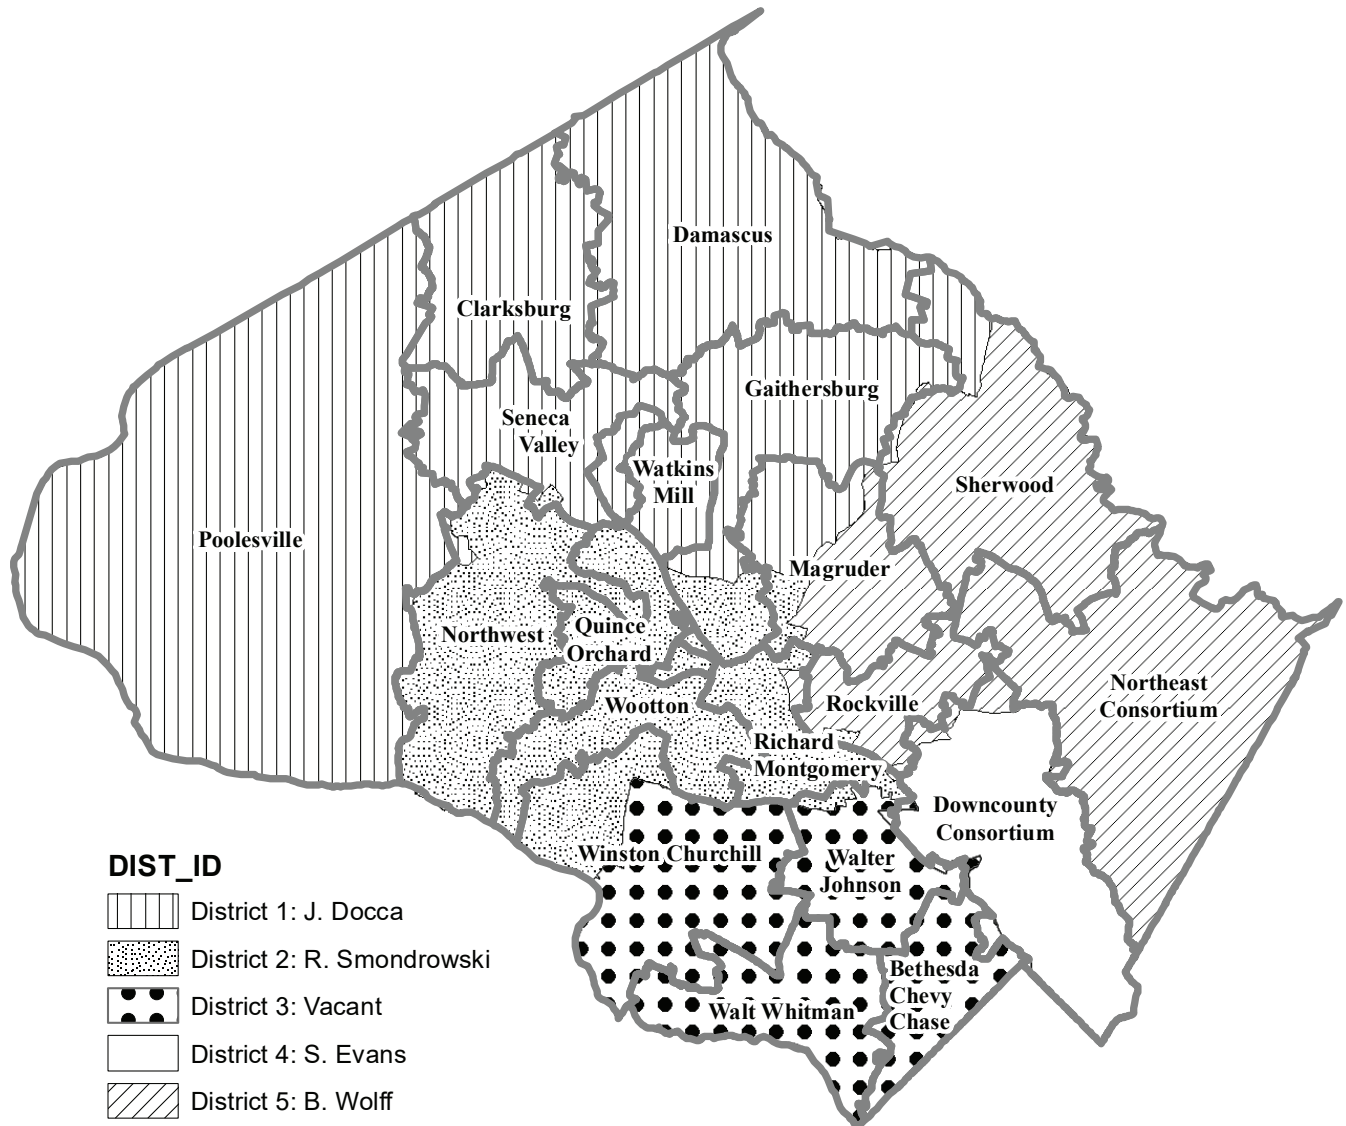 Damascus
Clarksburg
Gaithersburg
Seneca
Valley
Watkins
Mill
Sherwood
Poolesville
Magruder
Northwest
Quince
Orchard
Wootton
Rockville
Northeast
Consortium
Richard
Montgomery
Downcounty
Consortium
Winston Churchill
Walter
Johnson
Bethesda
Chevy
Chase
Walt Whitman
DIST_ID
District 1: J. Docca
District 2: R. Smondrowski
District 3: Vacant
District 4: S. Evans
District 5: B. Wolff